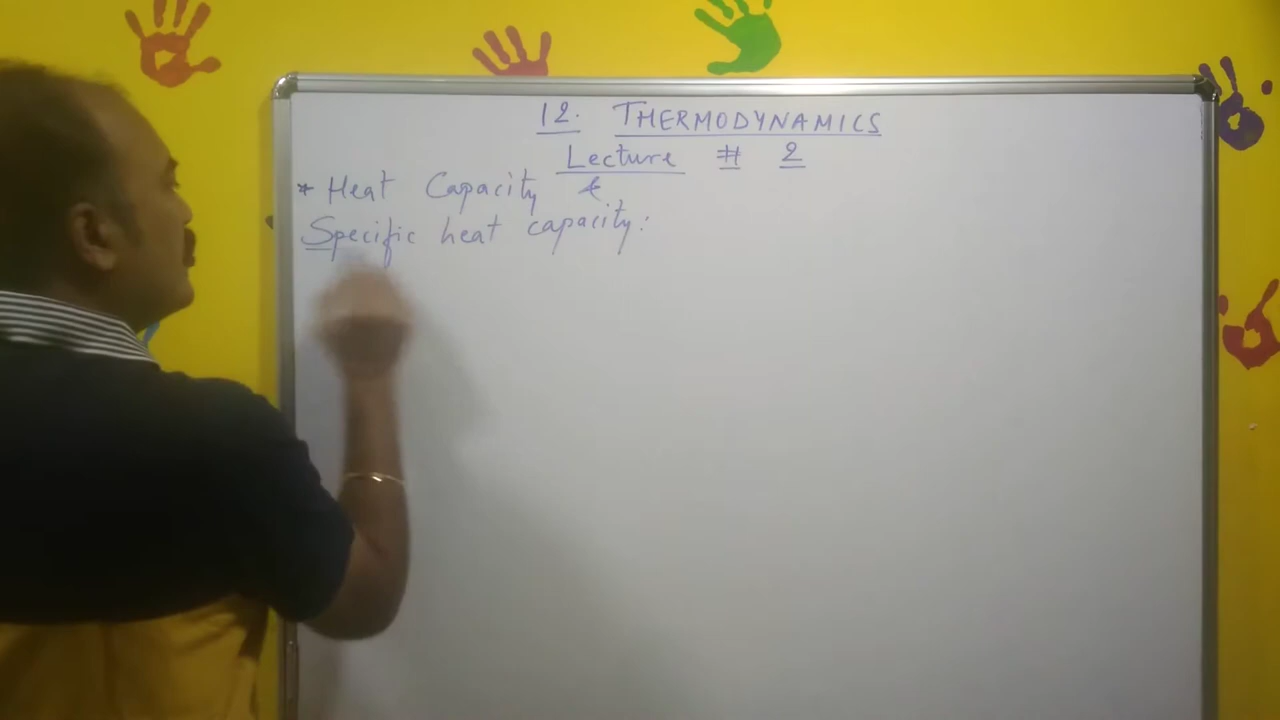 12. THERMODYNAMICS
Lecture # 2
* Heat Capacity &
Specific heat capacity: